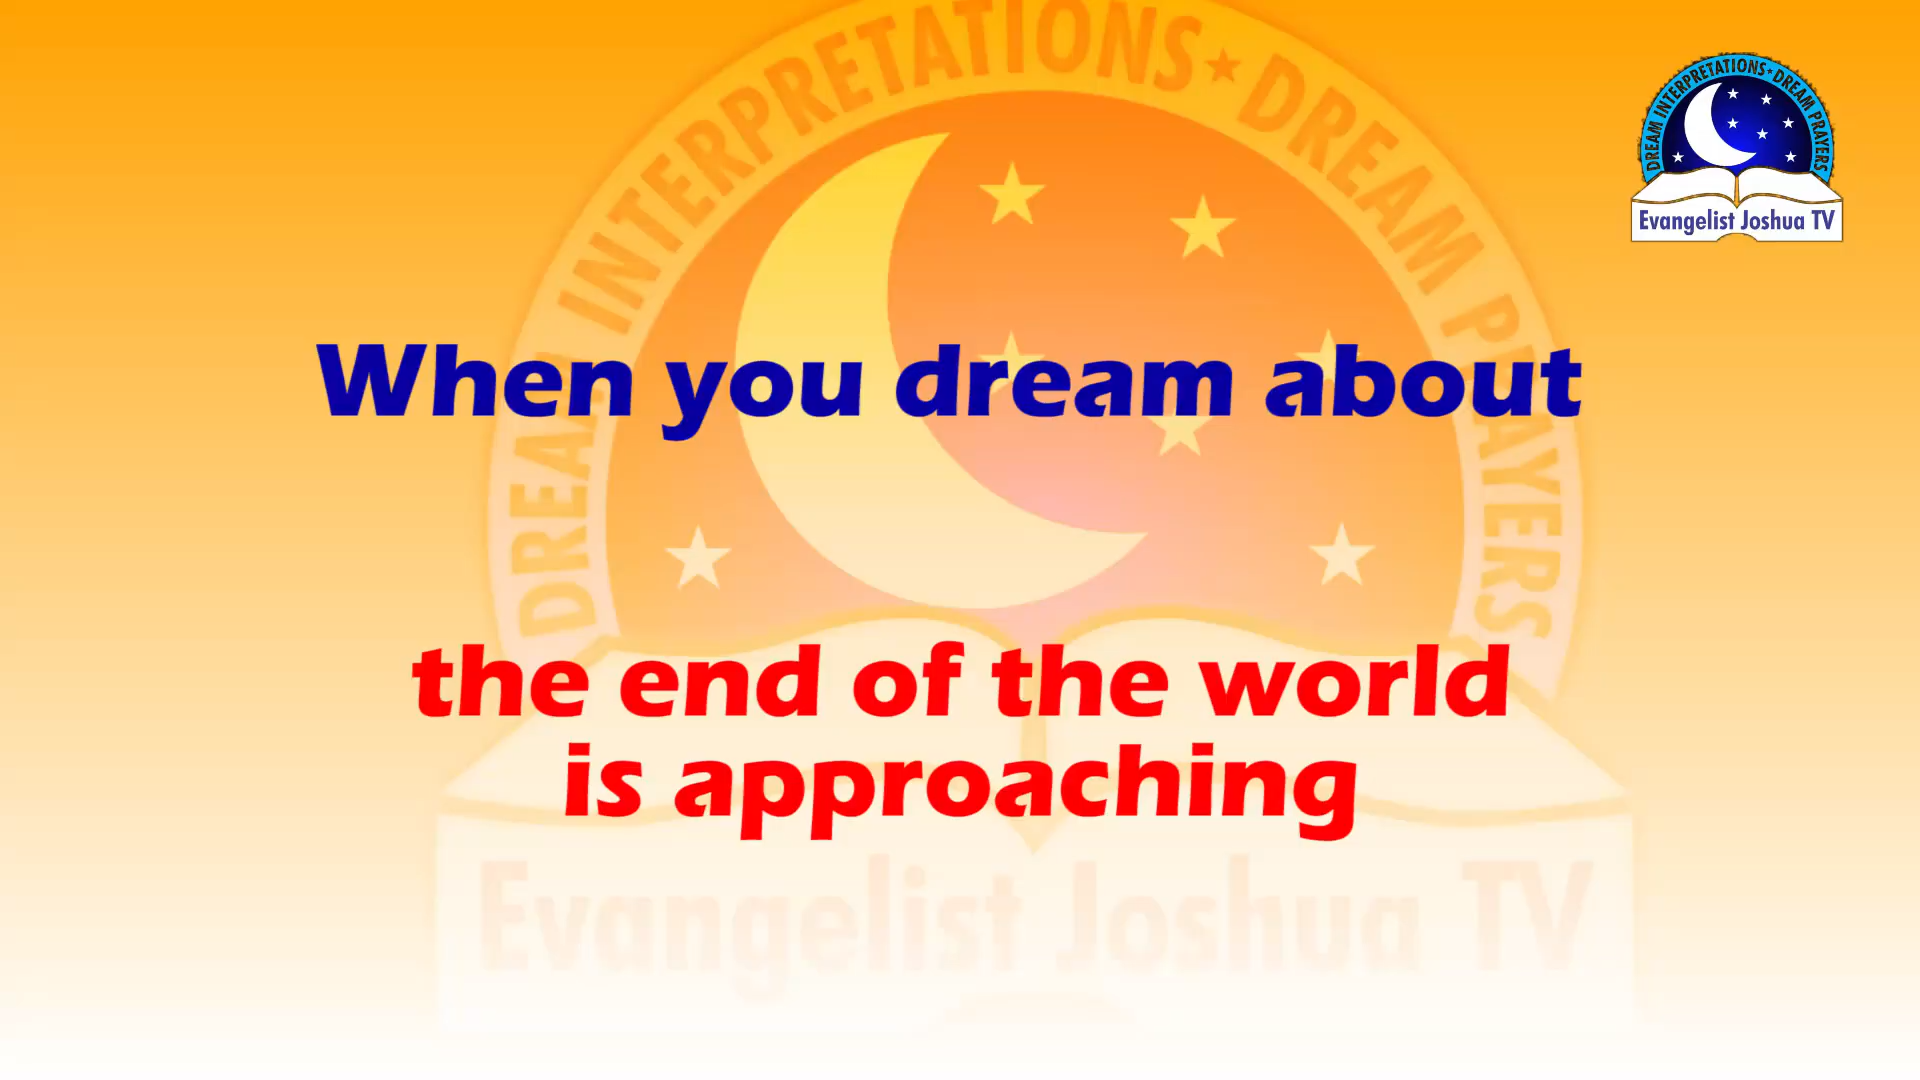 DREAM INTERPRETATIONS★DREAM PRAYERS
Evangelist Joshua TV
When you dream about
the end of the world
is approaching
DREAM INTERPRETATIONS★DREAM PRAYERS
Evangelist Joshua TV